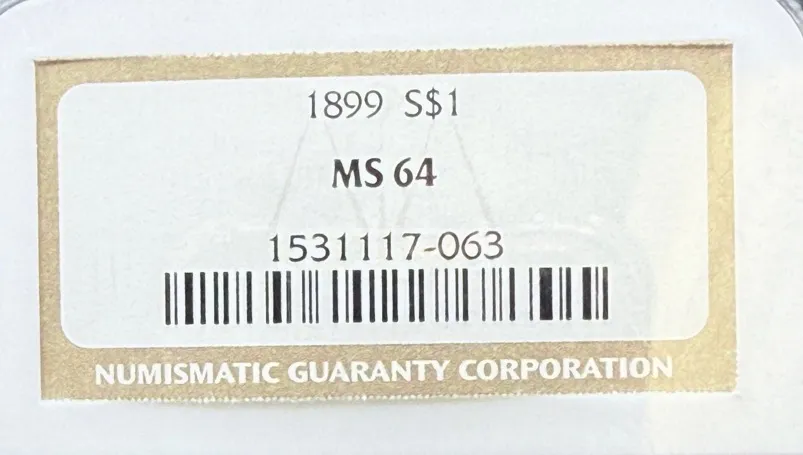 1899 S$1
MS 64
1531117-063
NUMISMATIC GUARANTY CORPORATION